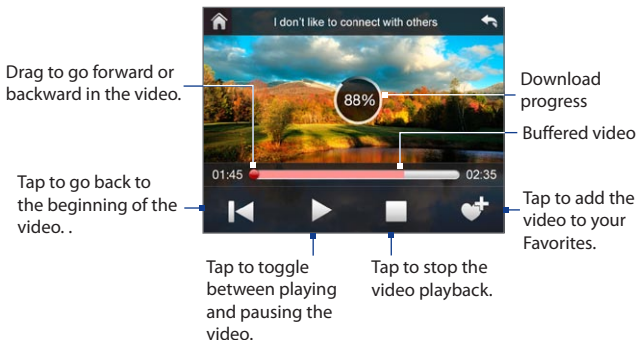 I don't like to connect with others
Drag to go forward or
backward in the video.
88%
Download
progress
Buffered video
01:45
02:35
Tap to go back to
the beginning of the
video. .
Tap to add the
video to your
Favorites.
Tap to toggle
between playing
and pausing the
video.
Tap to stop the
video playback.